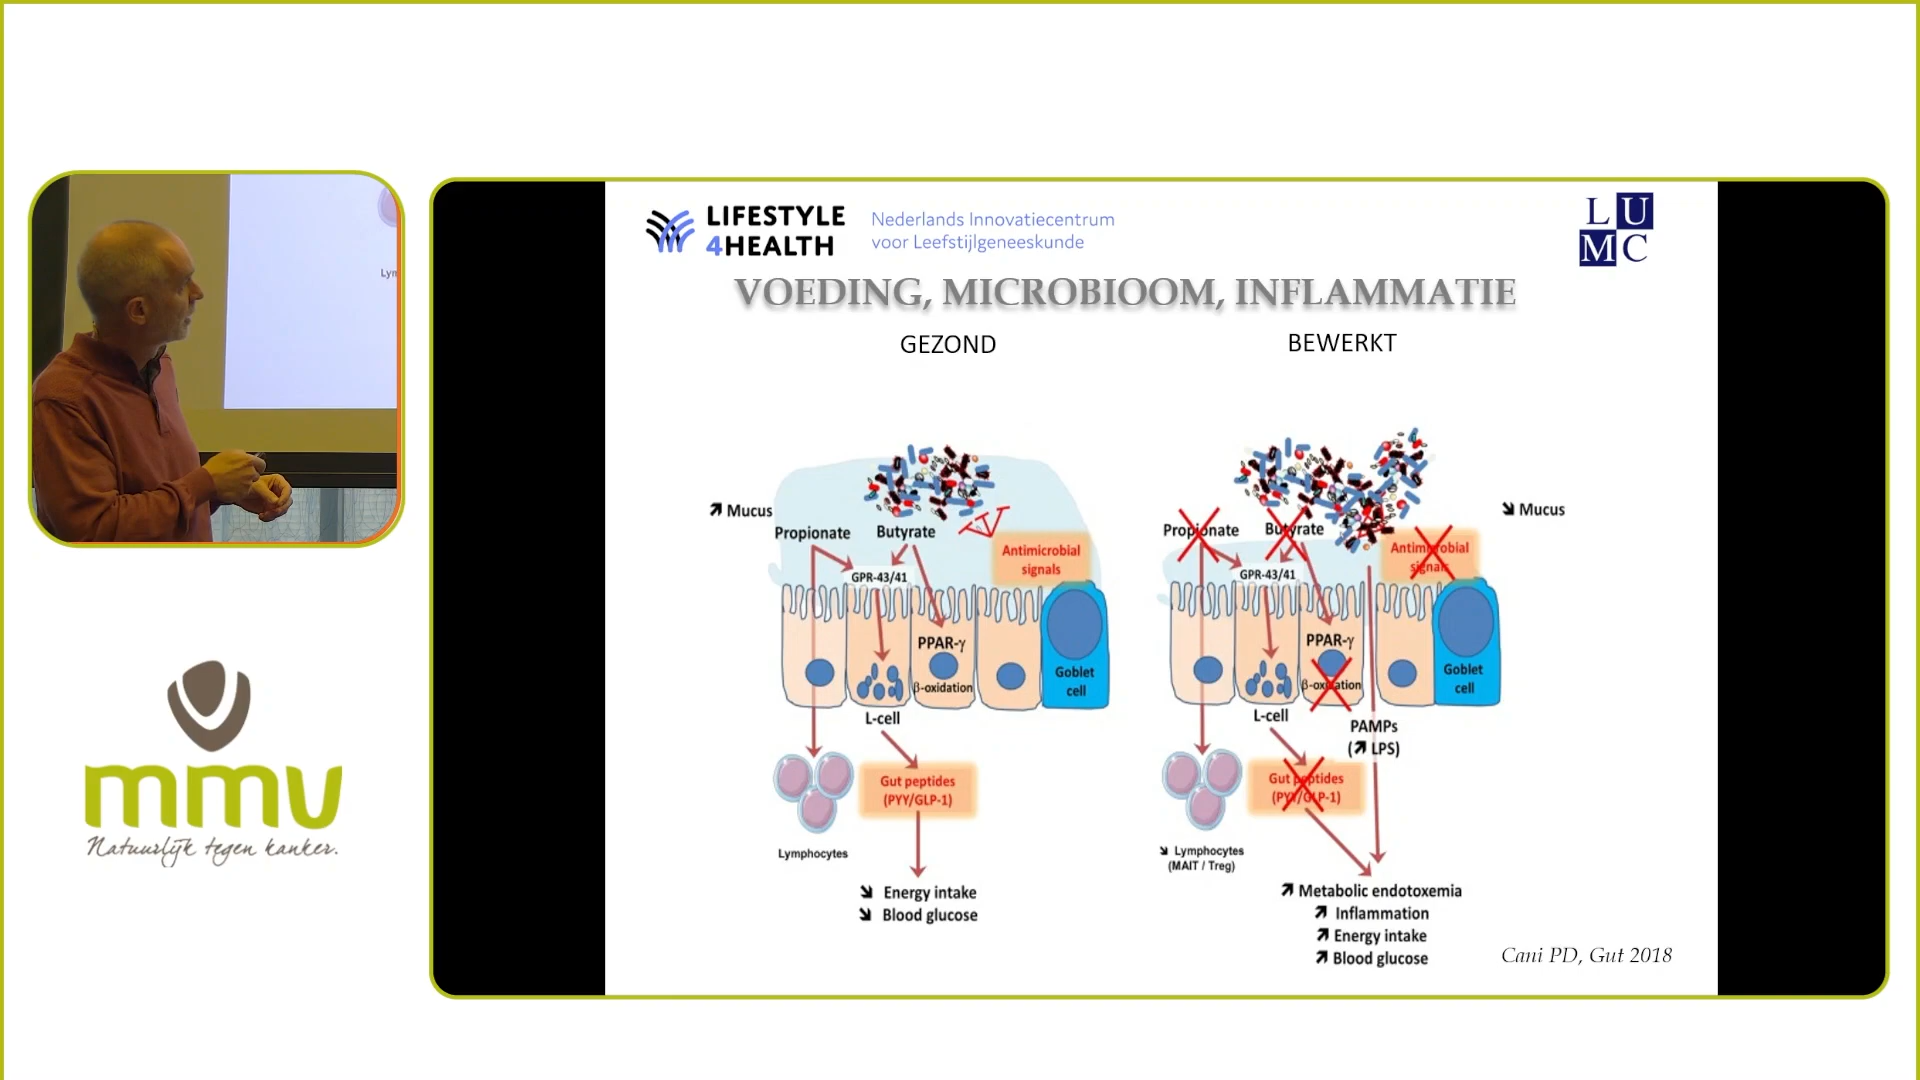 LIFESTYLE
4HEALTH
Nederlands Innovatiecentrum
voor Leefstijlgeneeskunde
L U
M C
VOEDING, MICROBIOOM, INFLAMMATIE
GEZOND
BEWERKT
↗ Mucus
Propionate
Butyrate
Antimicrobial
signals
GPR-43/41
PPAR-γ
β-oxidation
Goblet
cell
L-cell
Gut peptides
(PYY/GLP-1)
Lymphocytes
↘ Energy intake
↘ Blood glucose
↘ Mucus
Propionate
Butyrate
Antimicrobial
signals
GPR-43/41
PPAR-γ
β-oxidation
Goblet
cell
L-cell
PAMPs
(↗ LPS)
Gut peptides
(PYY/GLP-1)
↘ Lymphocytes
(MAIT / Treg)
↗ Metabolic endotoxemia
↗ Inflammation
↗ Energy intake
↗ Blood glucose
Cani PD, Gut 2018
Lym
mmv
Natuurlijk tegen kanker.